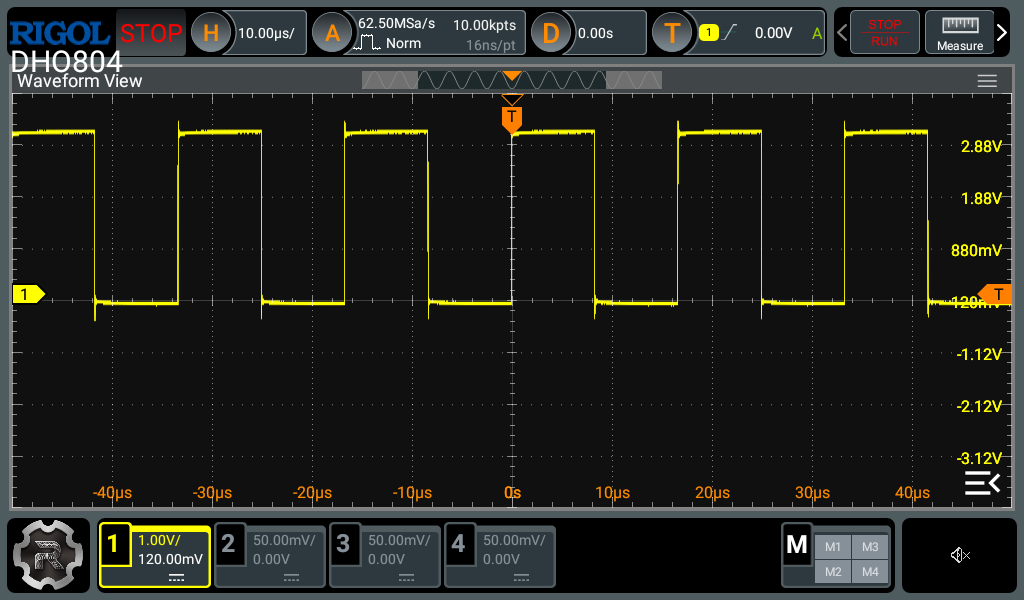 RIGOL STOP H 10.00µs/ A 62.50MSa/s 10.00kpts D 0.00s T 1 0.00V A STOP
Norm 16ns/pt RUN Measure
DHO804
Waveform View
T
2.88V
1.88V
880mV
1 T
-120mV
-1.12V
-2.12V
-3.12V
-40µs -30µs -20µs -10µs 0s 10µs 20µs 30µs 40µs
1 1.00V/ 2 50.00mV/ 3 50.00mV/ 4 50.00mV/ M M1 M3
120.00mV 0.00V 0.00V 0.00V M2 M4
R